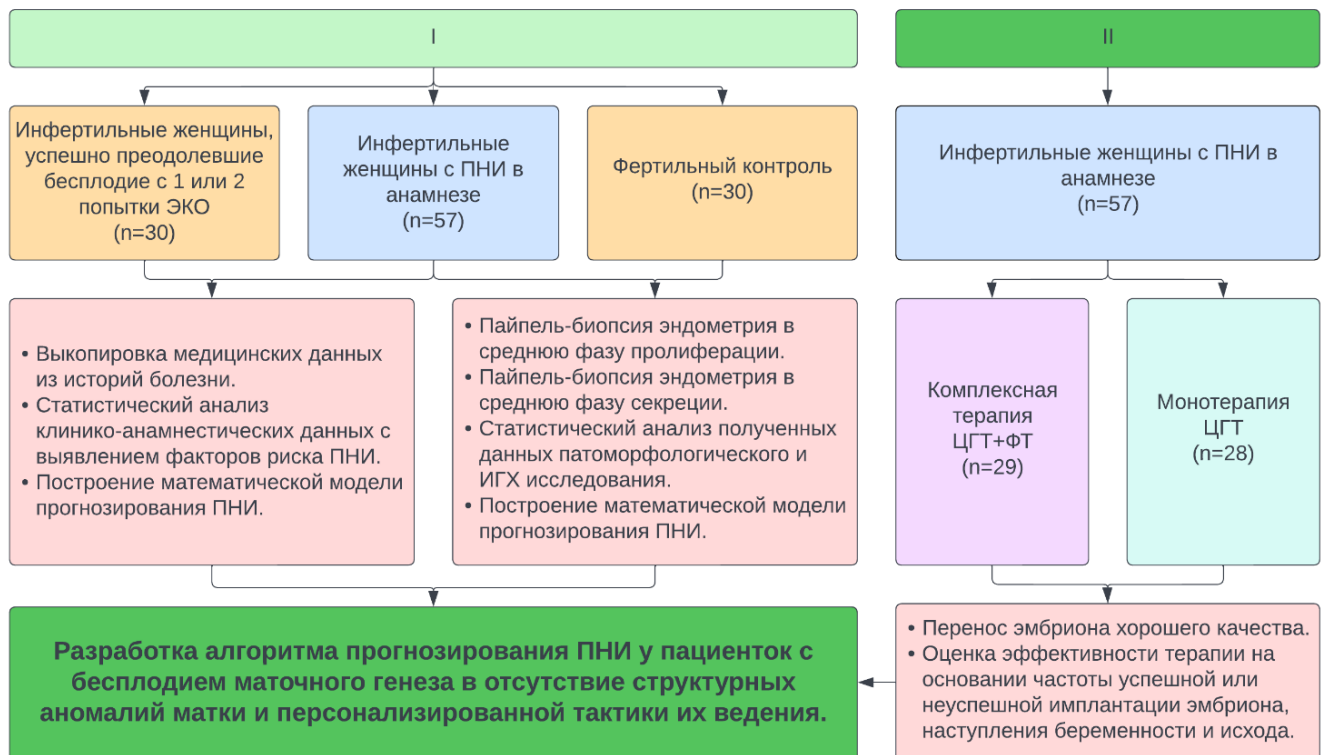 I
II
Инфертильные женщины,
успешно преодолевшие
бесплодие с 1 или 2
попытки ЭКО
(n=30)
Инфертильные
женщины с ПНИ в
анамнезе
(n=57)
Фертильный контроль
(n=30)
Инфертильные женщины с ПНИ в
анамнезе
(n=57)
• Выкопировка медицинских данных
из историй болезни.
• Статистический анализ
клинико-анамнестических данных с
выявлением факторов риска ПНИ.
• Построение математической модели
прогнозирования ПНИ.
• Пайпель-биопсия эндометрия в
среднюю фазу пролиферации.
• Пайпель-биопсия эндометрия в
среднюю фазу секреции.
• Статистический анализ полученных
данных патоморфологического и
ИГХ исследования.
• Построение математической модели
прогнозирования ПНИ.
Комплексная
терапия
ЦГТ+ФТ
(n=29)
Монотерапия
ЦГТ
(n=28)
Разработка алгоритма прогнозирования ПНИ у пациенток с
бесплодием маточного генеза в отсутствие структурных
аномалий матки и персонализированной тактики их ведения.
• Перенос эмбриона хорошего качества.
• Оценка эффективности терапии на
основании частоты успешной или
неуспешной имплантации эмбриона,
наступления беременности и исхода.